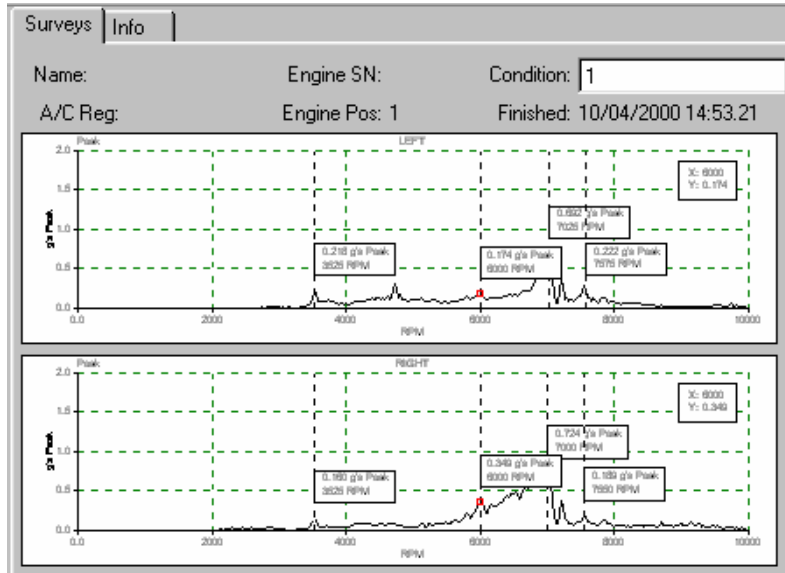 Surveys Info
Name: Engine SN: Condition: 1
A/C Reg: Engine Pos: 1 Finished: 10/04/2000 14:53.21
Peak LEFT
2.0
X: 6000
Y: 0.174
1.5
0.692 g's Peak
7025 RPM
1.0
g's Peak
0.218 g's Peak
3525 RPM
0.174 g's Peak
6000 RPM
0.222 g's Peak
7575 RPM
0.5
0.0
0.0 2000 4000 6000 8000 10000
RPM
Peak RIGHT
2.0
X: 6000
Y: 0.349
1.5
0.724 g's Peak
7000 RPM
1.0
g's Peak
0.349 g's Peak
6000 RPM
0.160 g's Peak
3525 RPM
0.189 g's Peak
7550 RPM
0.5
0.0
0.0 2000 4000 6000 8000 10000
RPM